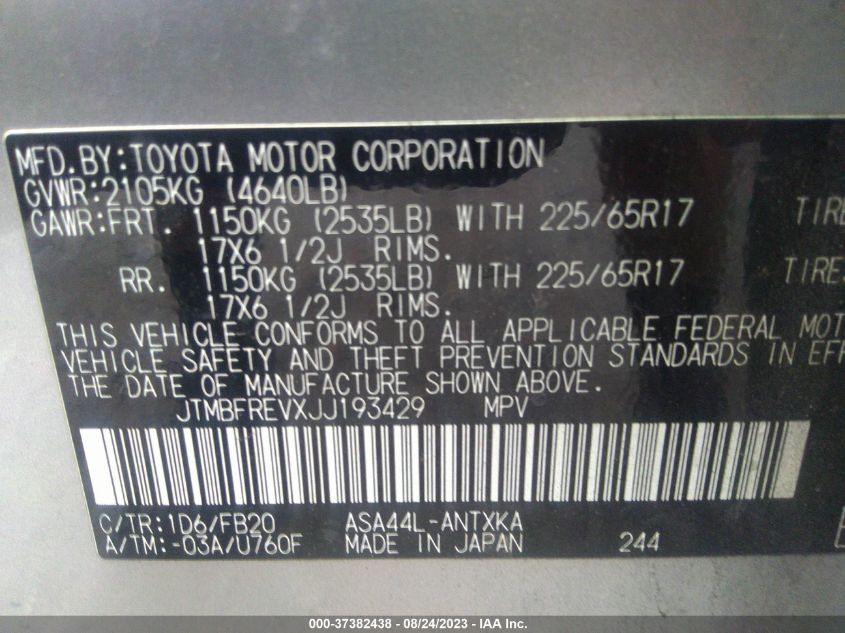 MFD.BY:TOYOTA MOTOR CORPORATION
GVWR:2105KG (4640LB)
GAWR:FRT. 1150KG (2535LB) WITH 225/65R17 TIRE
17X6 1/2J RIMS.
RR. 1150KG (2535LB) WITH 225/65R17 TIRES
17X6 1/2J RIMS.
THIS VEHICLE CONFORMS TO ALL APPLICABLE FEDERAL MOT
VEHICLE SAFETY AND THEFT PREVENTION STANDARDS IN EFF
THE DATE OF MANUFACTURE SHOWN ABOVE.
JTMBFREVXJJ193429 MPV
C/TR:1D6/FB20 ASA44L-ANTXKA
A/TM:-03A/U760F MADE IN JAPAN 244
000-37382438 - 08/24/2023 - IAA Inc.